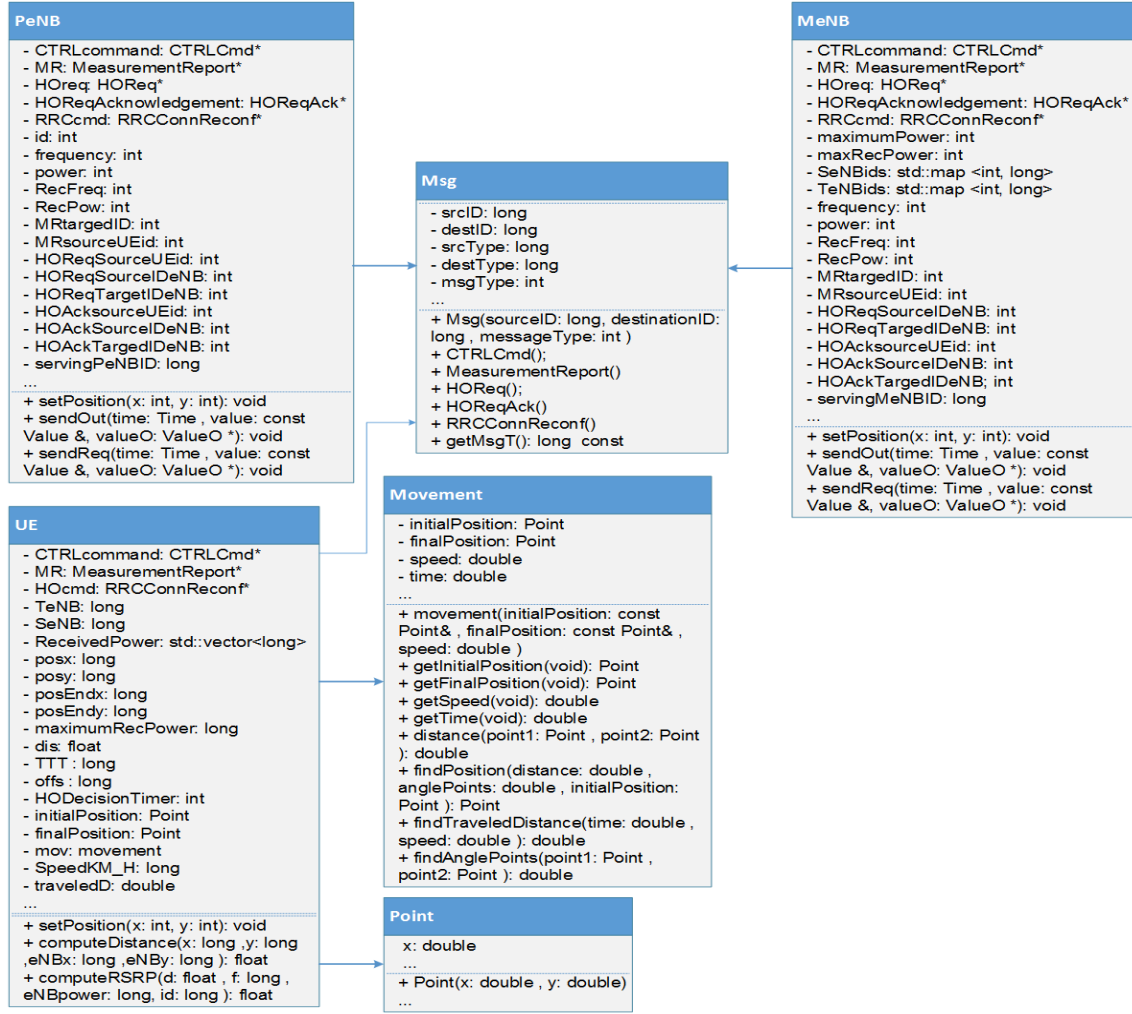 PeNB
- CTRLcommand: CTRLCmd*
- MR: MeasurementReport*
- HOreq: HOReq*
- HOReqAcknowledgement: HOReqAck*
- RRCcmd: RRCConnReconf*
- id: int
- frequency: int
- power: int
- RecFreq: int
- RecPow: int
- MRtargedID: int
- MRsourceUEid: int
- HOReqSourceUEid: int
- HOReqSourceIDeNB: int
- HOReqTargetIDeNB: int
- HOAcksourceUEid: int
- HOAckSourceIDeNB: int
- HOAckTargedIDeNB: int
- servingPeNBID: long
...
+ setPosition(x: int, y: int): void
+ sendOut(time: Time , value: const
Value &, valueO: ValueO *): void
+ sendReq(time: Time , value: const
Value &, valueO: ValueO *): void
Msg
- srcID: long
- destID: long
- srcType: long
- destType: long
- msgType: int
...
+ Msg(sourceID: long, destinationID:
long , messageType: int )
+ CTRLCmd();
+ MeasurementReport()
+ HOReq();
+ HOReqAck()
+ RRCConnReconf()
+ getMsgT(): long const
MeNB
- CTRLcommand: CTRLCmd*
- MR: MeasurementReport*
- HOreq: HOReq*
- HOReqAcknowledgement: HOReqAck*
- RRCcmd: RRCConnReconf*
- maximumPower: int
- maxRecPower: int
- SeNBids: std::map <int, long>
- TeNBids: std::map <int, long>
- frequency: int
- power: int
- RecFreq: int
- RecPow: int
- MRtargedID: int
- MRsourceUEid: int
- HOReqSourceIDeNB: int
- HOReqTargedIDeNB: int
- HOAcksourceUEid: int
- HOAckSourceIDeNB: int
- HOAckTargedIDeNB; int
- servingMeNBID: long
...
+ setPosition(x: int, y: int): void
+ sendOut(time: Time , value: const
Value &, valueO: ValueO *): void
+ sendReq(time: Time , value: const
Value &, valueO: ValueO *): void
UE
- CTRLcommand: CTRLCmd*
- MR: MeasurementReport*
- HOcmd: RRCConnReconf*
- TeNB: long
- SeNB: long
- ReceivedPower: std::vector<long>
- posx: long
- posy: long
- posEndx: long
- posEndy: long
- maximumRecPower: long
- dis: float
- TTT : long
- offs : long
- HODecisionTimer: int
- initialPosition: Point
- finalPosition: Point
- mov: movement
- SpeedKM_H: long
- traveledD: double
...
+ setPosition(x: int, y: int): void
+ computeDistance(x: long ,y: long
,eNBx: long ,eNBy: long ): float
+ computeRSRP(d: float , f: long ,
eNBpower: long, id: long ): float
Movement
- initialPosition: Point
- finalPosition: Point
- speed: double
- time: double
...
+ movement(initialPosition: const
Point& , finalPosition: const Point& ,
speed: double )
+ getInitialPosition(void): Point
+ getFinalPosition(void): Point
+ getSpeed(void): double
+ getTime(void): double
+ distance(point1: Point , point2: Point
): double
+ findPosition(distance: double ,
anglePoints: double , initialPosition:
Point ): Point
+ findTraveledDistance(time: double ,
speed: double ): double
+ findAnglePoints(point1: Point ,
point2: Point ): double
Point
x: double
...
+ Point(x: double , y: double)
...